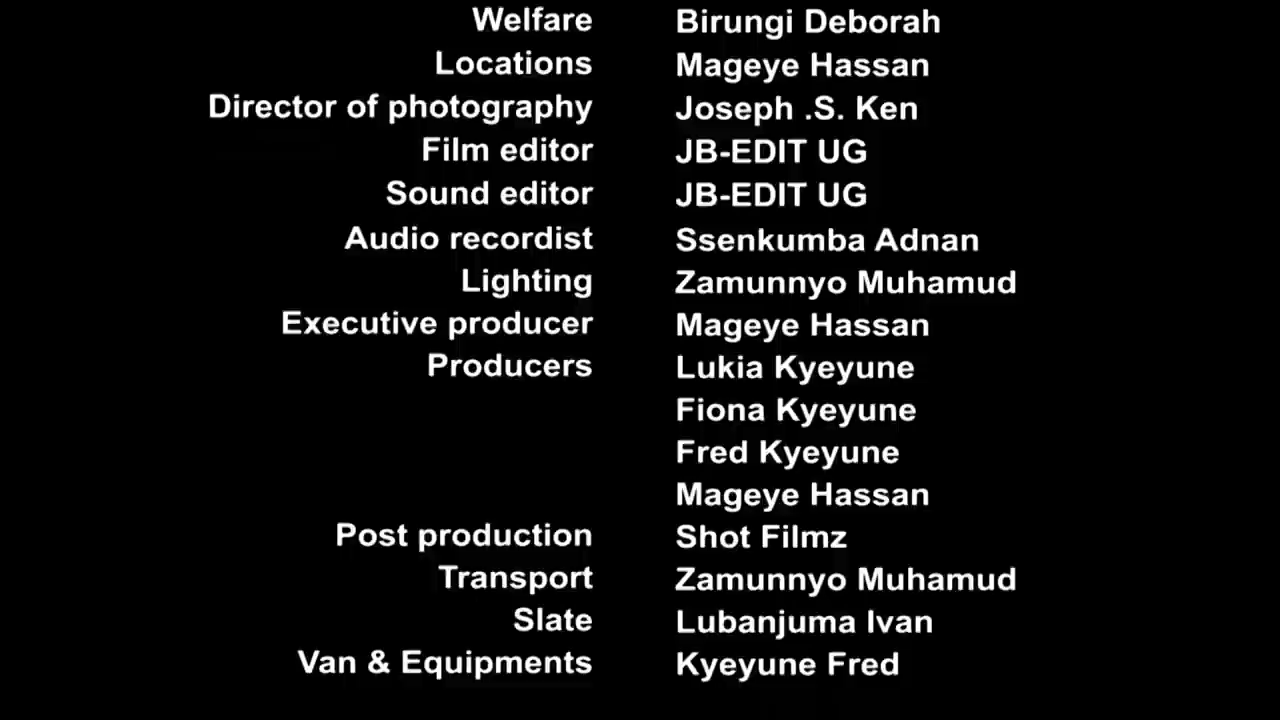 Welfare Birungi Deborah
Locations Mageye Hassan
Director of photography Joseph .S. Ken
Film editor JB-EDIT UG
Sound editor JB-EDIT UG
Audio recordist Ssenkumba Adnan
Lighting Zamunnyo Muhamud
Executive producer Mageye Hassan
Producers Lukia Kyeyune
Fiona Kyeyune
Fred Kyeyune
Mageye Hassan
Post production Shot Filmz
Transport Zamunnyo Muhamud
Slate Lubanjuma Ivan
Van & Equipments Kyeyune Fred